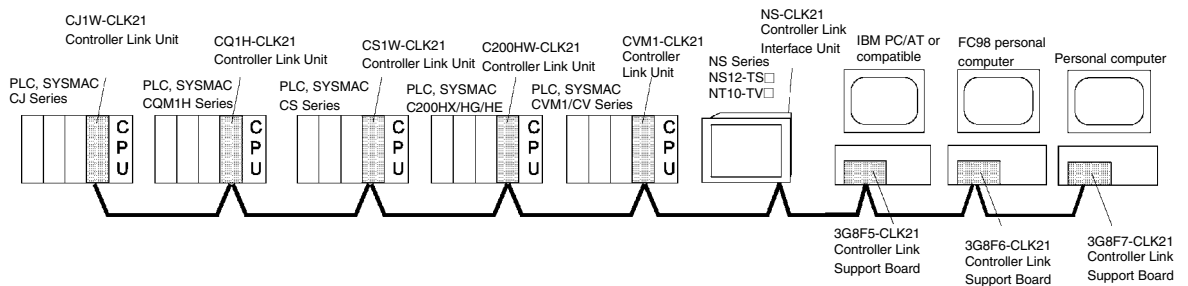 CJ1W-CLK21
Controller Link Unit
PLC, SYSMAC
CJ Series
C
P
U
CQ1H-CLK21
Controller Link Unit
PLC, SYSMAC
CQM1H Series
C
P
U
CS1W-CLK21
Controller Link Unit
PLC, SYSMAC
CS Series
C
P
U
C200HW-CLK21
Controller Link Unit
PLC, SYSMAC
C200HX/HG/HE
C
P
U
CVM1-CLK21
Controller
Link Unit
PLC, SYSMAC
CVM1/CV Series
C
P
U
NS-CLK21
Controller Link
Interface Unit
NS Series
NS12-TS□
NT10-TV□
IBM PC/AT or
compatible
FC98 personal
computer
Personal computer
3G8F5-CLK21
Controller Link
Support Board
3G8F6-CLK21
Controller Link
Support Board
3G8F7-CLK21
Controller Link
Support Board